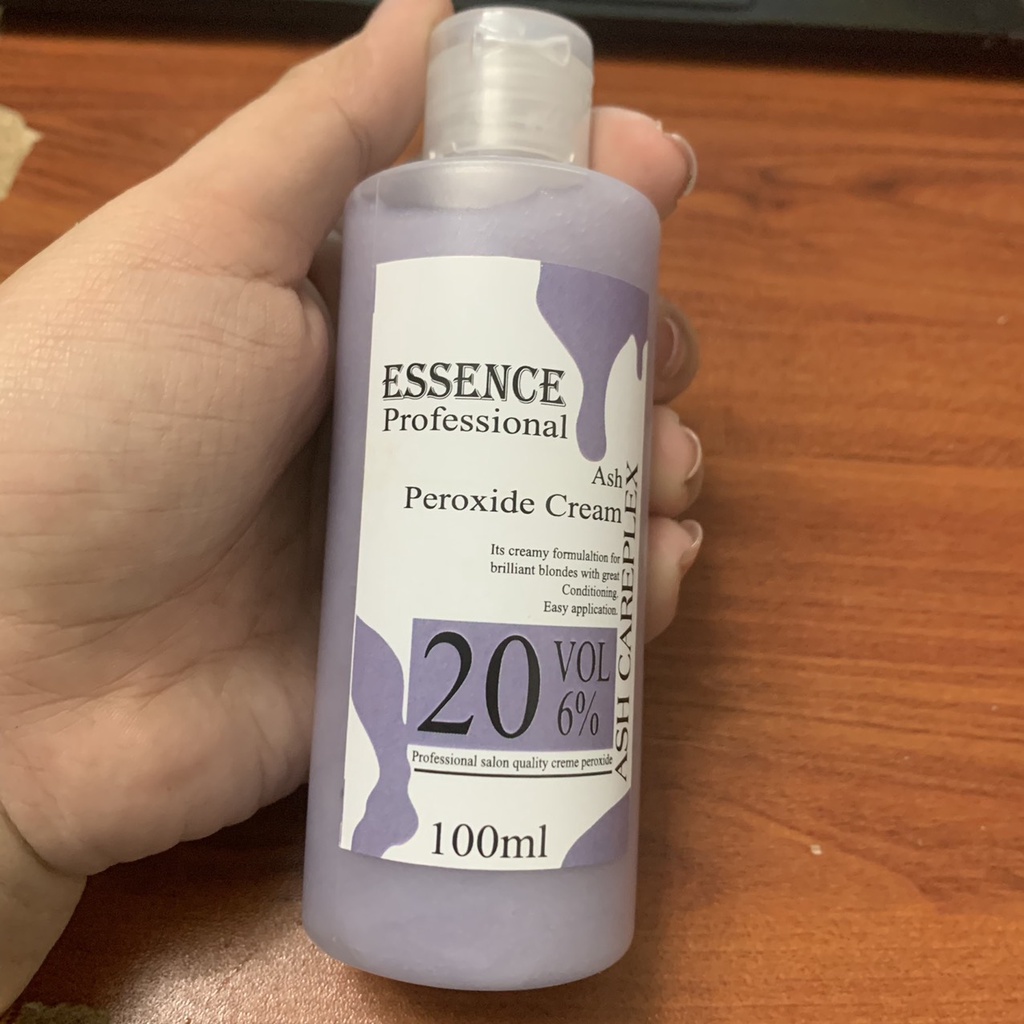 ESSENCE
Professional
Ash
Peroxide Cream
Its creamy formulaltion for
brilliant blondes with great
Conditioning.
Easy application.
ASH CAREPLEX
20 VOL
6%
Professional salon quality creme peroxide
100ml